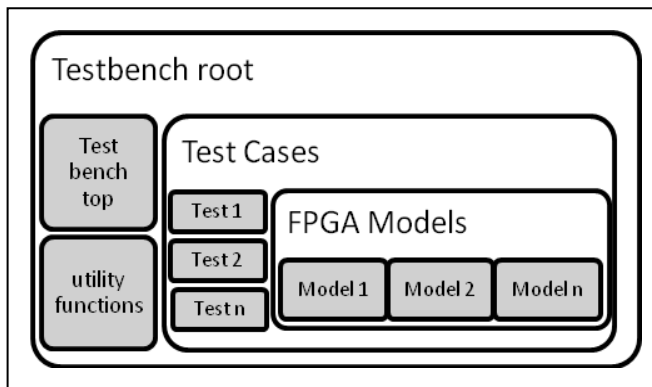 Testbench root
Test
bench
top
utility
functions
Test Cases
Test 1
Test 2
Test n
FPGA Models
Model 1
Model 2
Model n